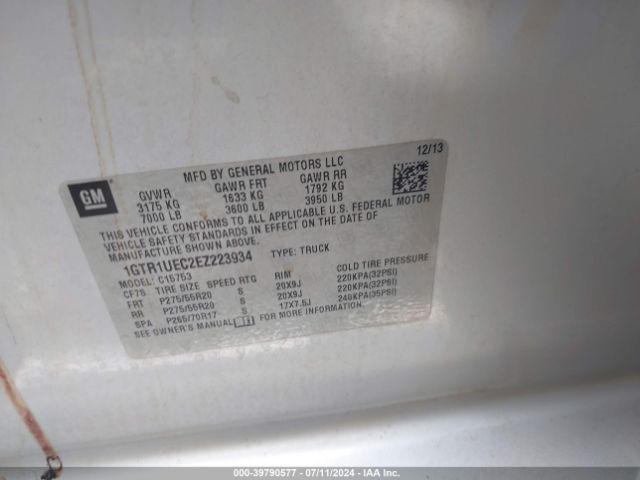 GM
MFD BY GENERAL MOTORS LLC 12/13
GVWR GAWR FRT GAWR RR
3175 KG 1633 KG 1792 KG
7000 LB 3600 LB 3950 LB
THIS VEHICLE CONFORMS TO ALL APPLICABLE U.S. FEDERAL MOTOR
VEHICLE SAFETY STANDARDS IN EFFECT ON THE DATE OF
MANUFACTURE SHOWN ABOVE.
1GTR1UEC2EZ223934 TYPE: TRUCK
MODEL: C15753
CF7S TIRE SIZE SPEED RTG RIM COLD TIRE PRESSURE
FRT P275/55R20 S 20X9J 220KPA(32PSI)
RR P275/55R20 S 20X9J 220KPA(32PSI)
SPA P265/70R17 S 17X7.5J 240KPA(35PSI)
SEE OWNER'S MANUAL FOR MORE INFORMATION.
000-39790577 - 07/11/2024 - IAA Inc.